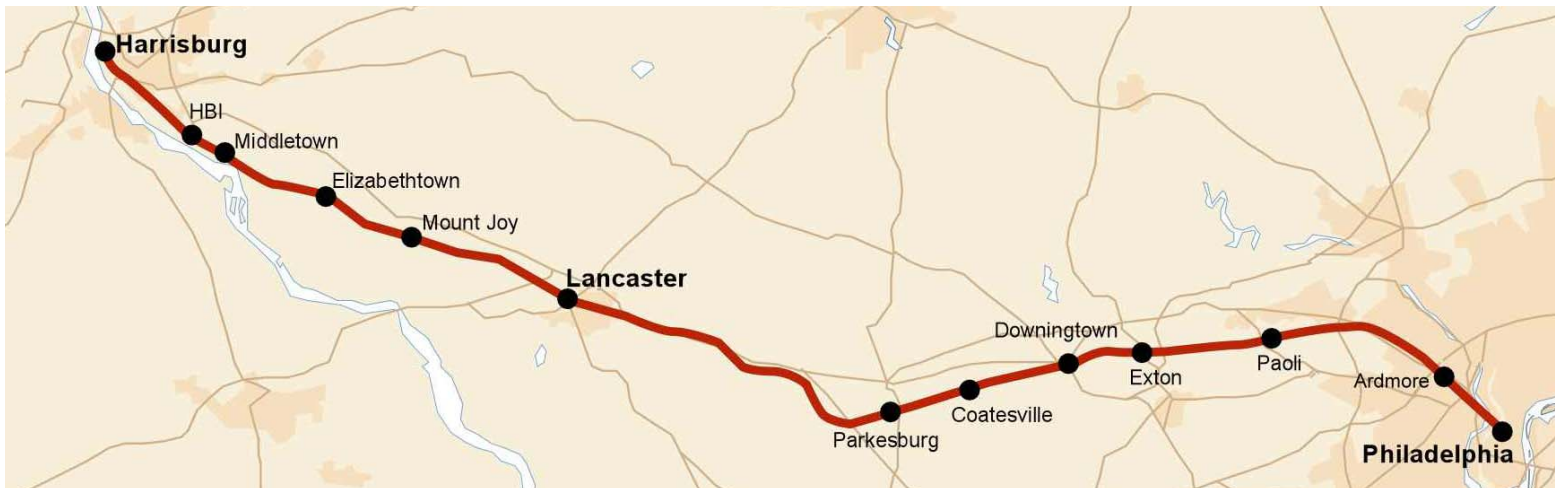 Harrisburg
HBI
Middletown
Elizabethtown
Mount Joy
Lancaster
Parkesburg
Coatesville
Downingtown
Exton
Paoli
Ardmore
Philadelphia